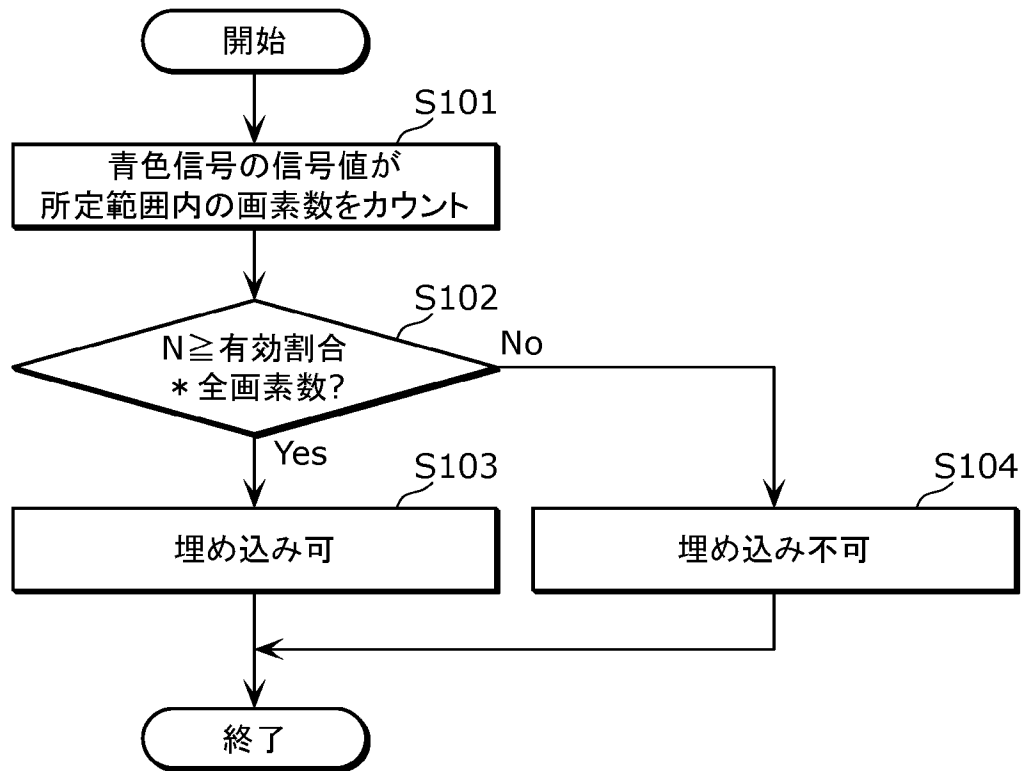 開始
S101
青色信号の信号値が
所定範囲内の画素数をカウント
S102
N≧有効割合
*全画素数?
No
Yes
S103
埋め込み可
S104
埋め込み不可
終了